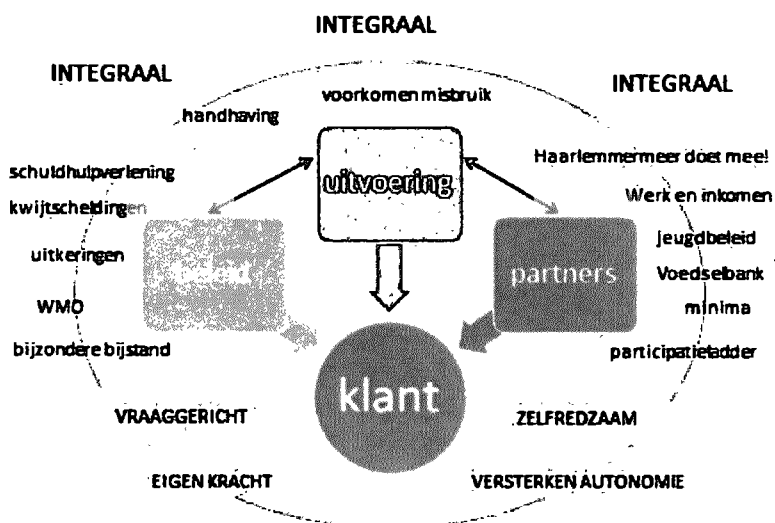 INTEGRAAL
INTEGRAAL
INTEGRAAL
voorkomen misbruik
handhaving
Haarlemmermeer doet mee!
schuldhulpverlening
uitvoering
Werk en inkomen
kwijtscheldingen
jeugdbeleid
uitkeringen
beleid
partners
Voedselbank
WMO
minima
bijzondere bijstand
participatieladder
klant
VRAAGGERICHT
ZELFREDZAAM
EIGEN KRACHT
VERSTERKEN AUTONOMIE